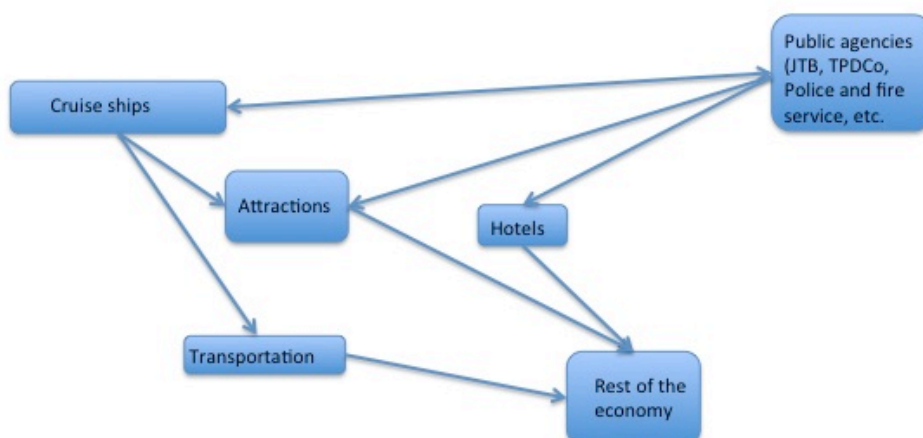 Public agencies
(JTB, TPDCo,
Police and fire
service, etc.
Cruise ships
Attractions
Hotels
Transportation
Rest of the
economy